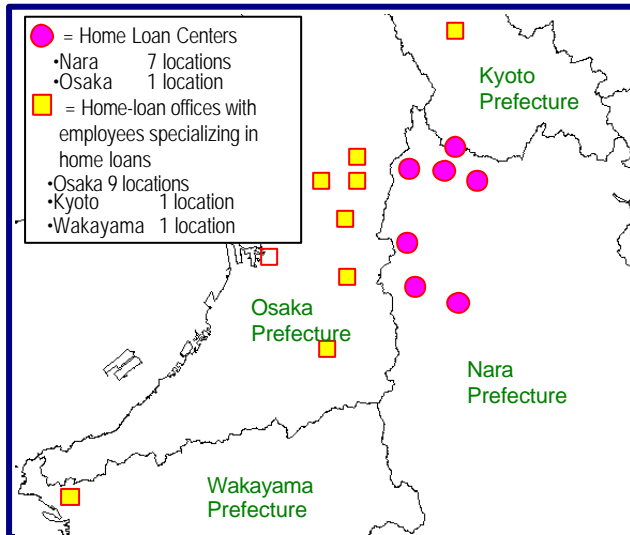 = Home Loan Centers
•Nara 7 locations
•Osaka 1 location
= Home-loan offices with
employees specializing in
home loans
•Osaka 9 locations
•Kyoto 1 location
•Wakayama 1 location
Kyoto
Prefecture
Osaka
Prefecture
Nara
Prefecture
Wakayama
Prefecture